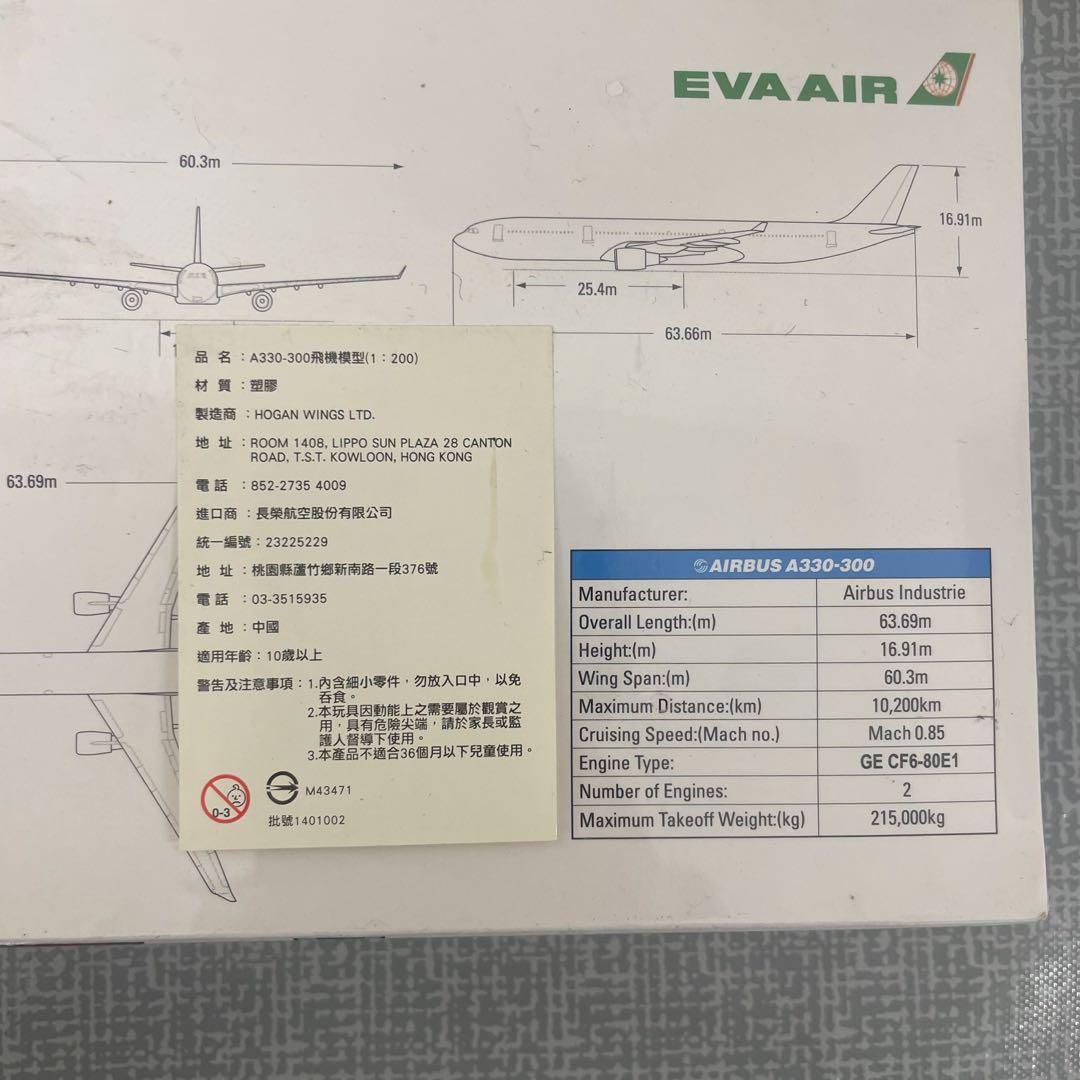 EVA AIR
60.3m
16.91m
25.4m
63.66m
63.69m
品 名：A330-300飛機模型(1：200)
材 質：塑膠
製造商：HOGAN WINGS LTD.
地 址：ROOM 1408, LIPPO SUN PLAZA 28 CANTON
ROAD, T.S.T. KOWLOON, HONG KONG
電 話：852-2735 4009
進口商：長榮航空股份有限公司
統一編號：23225229
地 址：桃園縣蘆竹鄉新南路一段376號
電 話：03-3515935
產 地：中國
適用年齡：10歲以上
警告及注意事項：1.內含細小零件，勿放入口中，以免
吞食。
2.本玩具因動能上之需要屬於觀賞之
用，具有危險尖端，請於家長或監
護人督導下使用。
3.本產品不適合36個月以下兒童使用。
0-3
M43471
批號1401002
AIRBUS A330-300
Manufacturer: Airbus Industrie
Overall Length:(m) 63.69m
Height:(m) 16.91m
Wing Span:(m) 60.3m
Maximum Distance:(km) 10,200km
Cruising Speed:(Mach no.) Mach 0.85
Engine Type: GE CF6-80E1
Number of Engines: 2
Maximum Takeoff Weight:(kg) 215,000kg